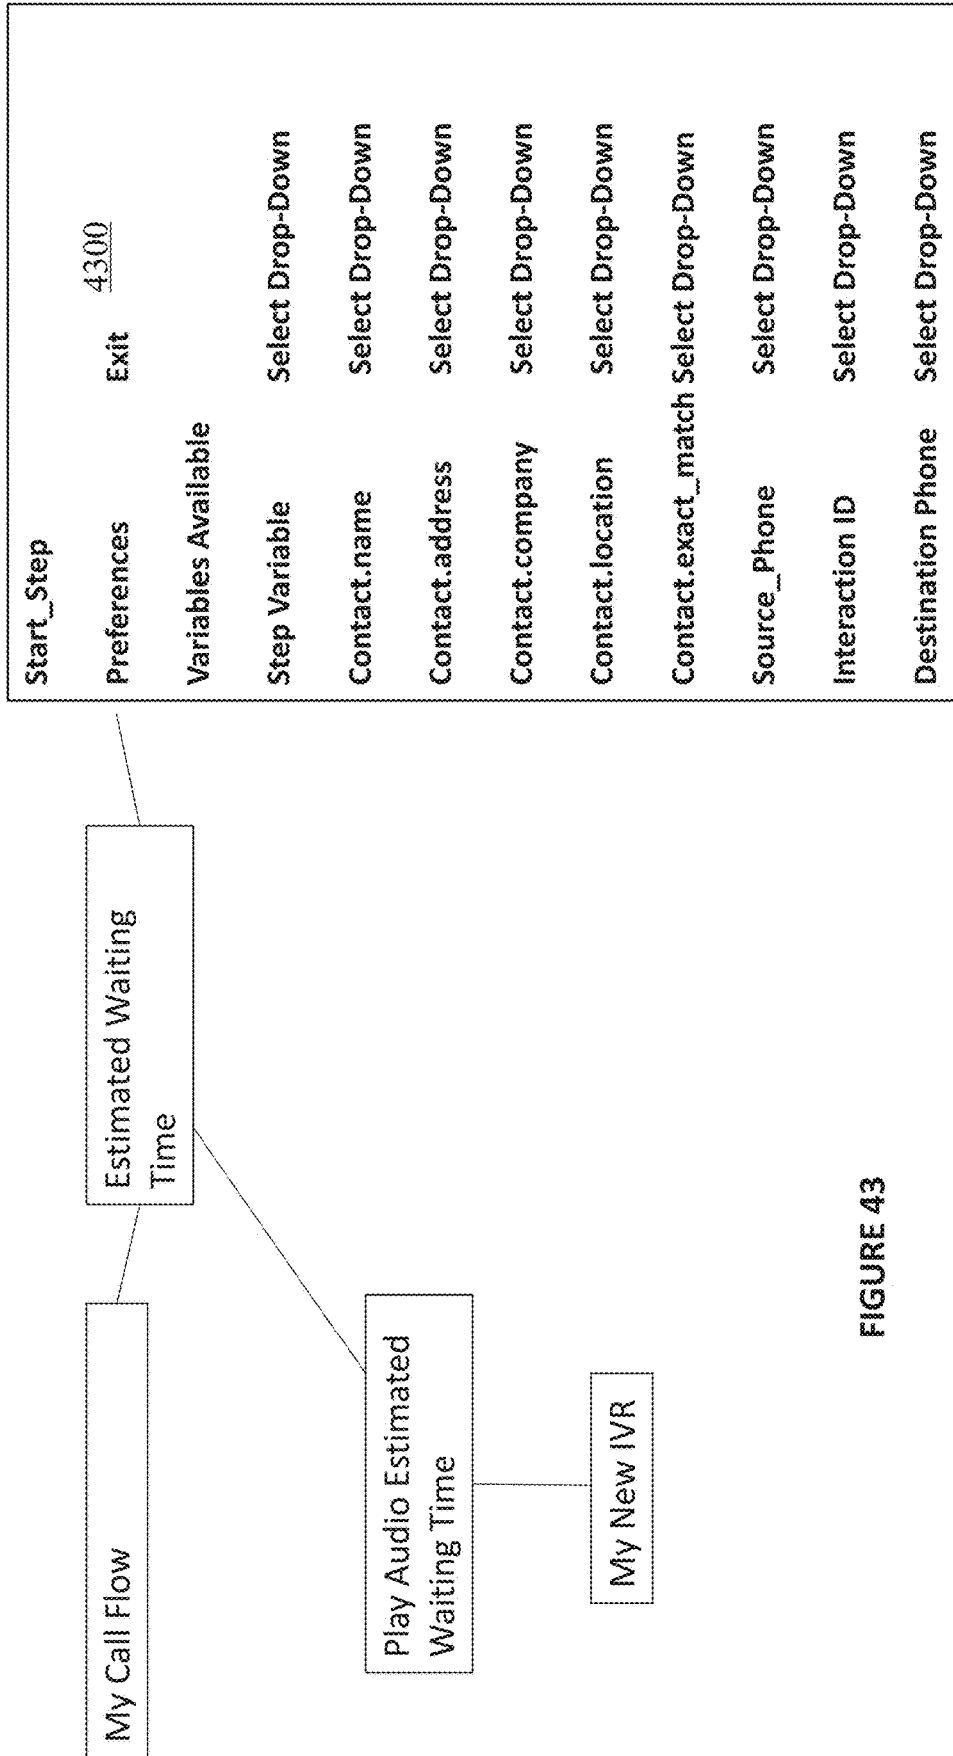 My Call Flow
Estimated Waiting
Time
Play Audio Estimated
Waiting Time
My New IVR
Start_Step
Preferences Exit 4300
Variables Available
Step Variable Select Drop-Down
Contact.name Select Drop-Down
Contact.address Select Drop-Down
Contact.company Select Drop-Down
Contact.location Select Drop-Down
Contact.exact_match Select Drop-Down
Source_Phone Select Drop-Down
Interaction ID Select Drop-Down
Destination Phone Select Drop-Down
FIGURE 43